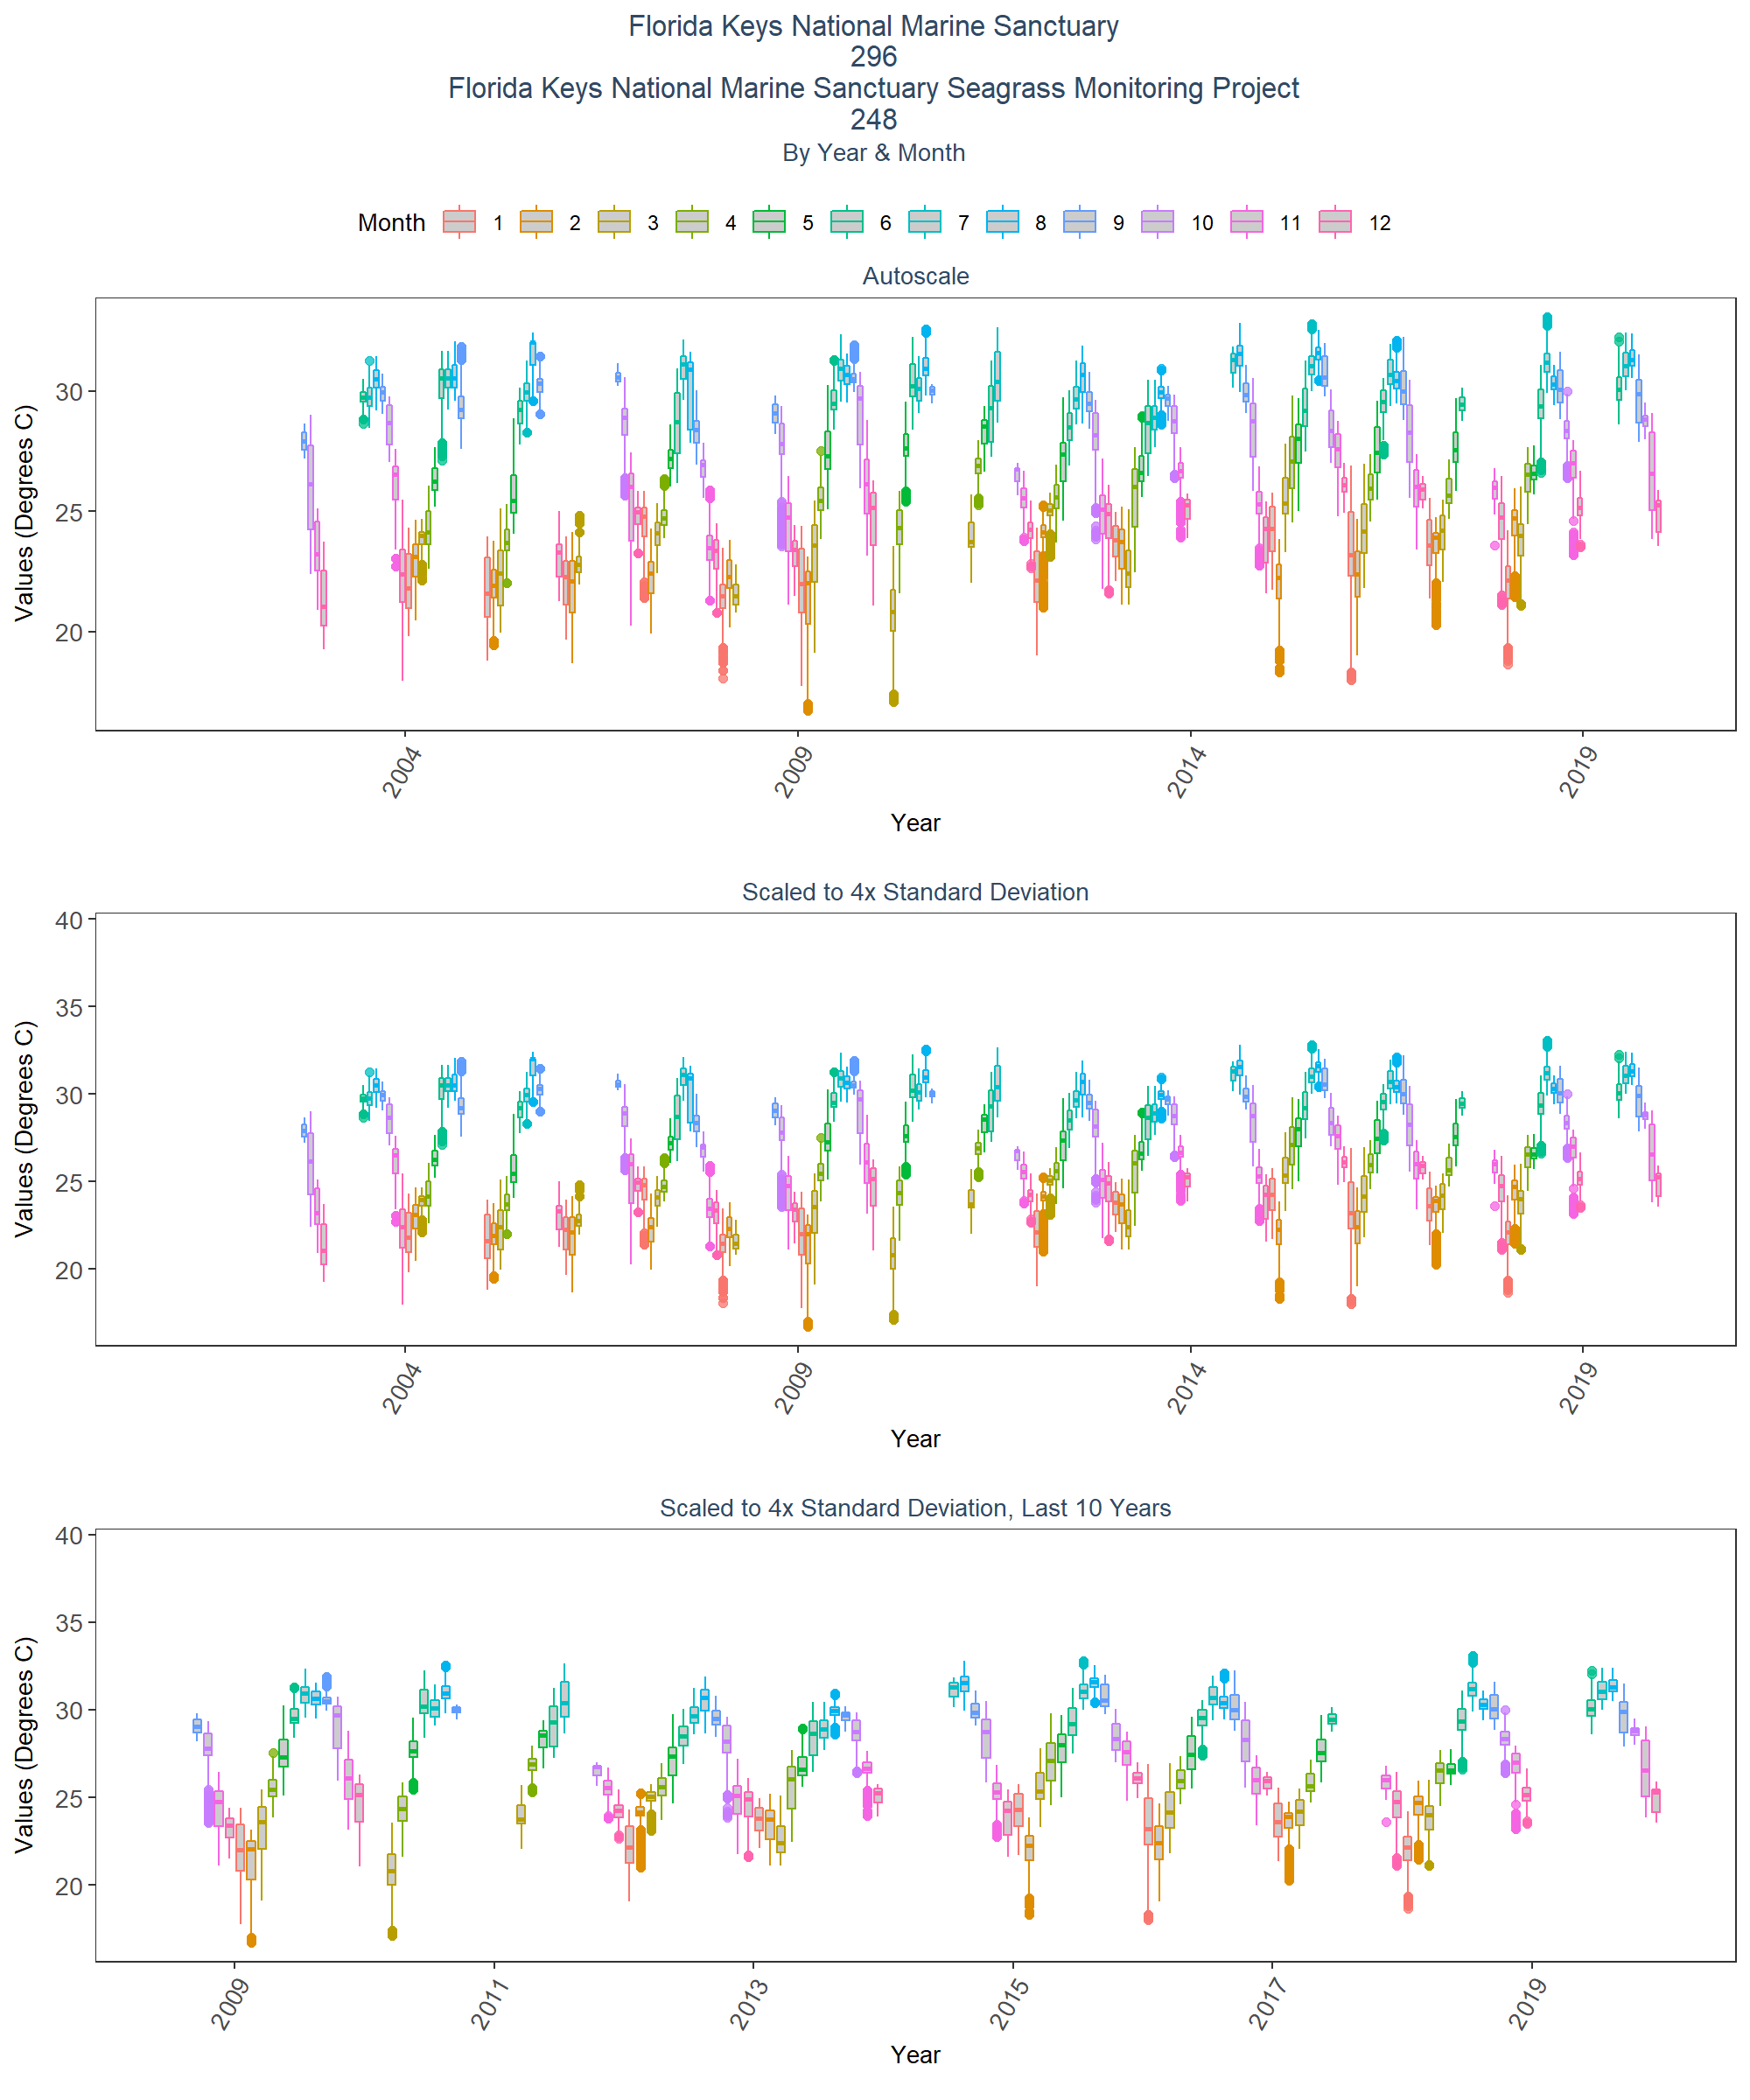 Florida Keys National Marine Sanctuary
296
Florida Keys National Marine Sanctuary Seagrass Monitoring Project
248
By Year & Month
Month 1 2 3 4 5 6 7 8 9 10 11 12
Autoscale
Values (Degrees C)
30
25
20
2004 2009 2014 2019
Year
Scaled to 4x Standard Deviation
Values (Degrees C)
40
35
30
25
20
2004 2009 2014 2019
Year
Scaled to 4x Standard Deviation, Last 10 Years
Values (Degrees C)
40
35
30
25
20
2009 2011 2013 2015 2017 2019
Year